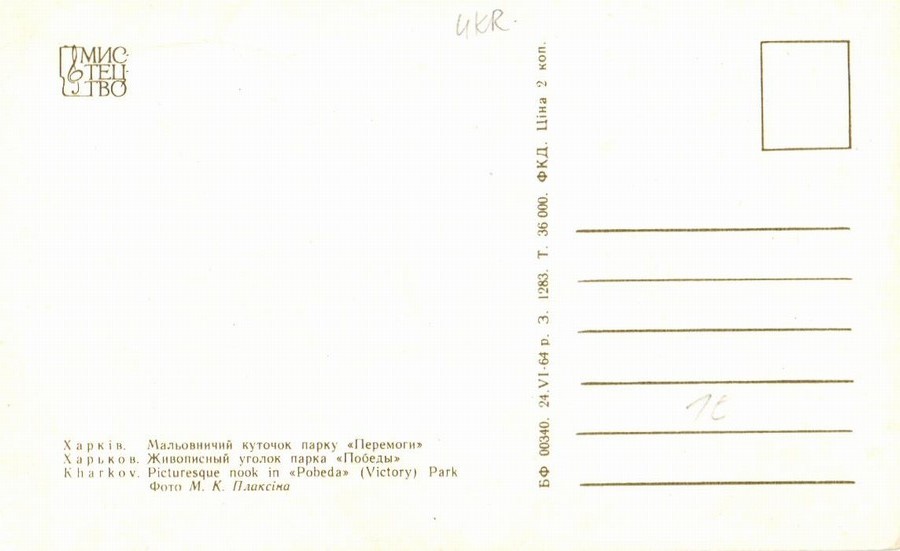 UKR.
МИС-
ТЕЦ-
ТВО
БФ 00340. 24.VI-64 р. З. 1283. Т. 36 000. ФКД. Ціна 2 коп.
1€
Харків. Мальовничий куточок парку «Перемоги»
Харьков. Живописный уголок парка «Победы»
Kharkov. Picturesque nook in «Pobeda» (Victory) Park
Фото М. К. Плаксіна